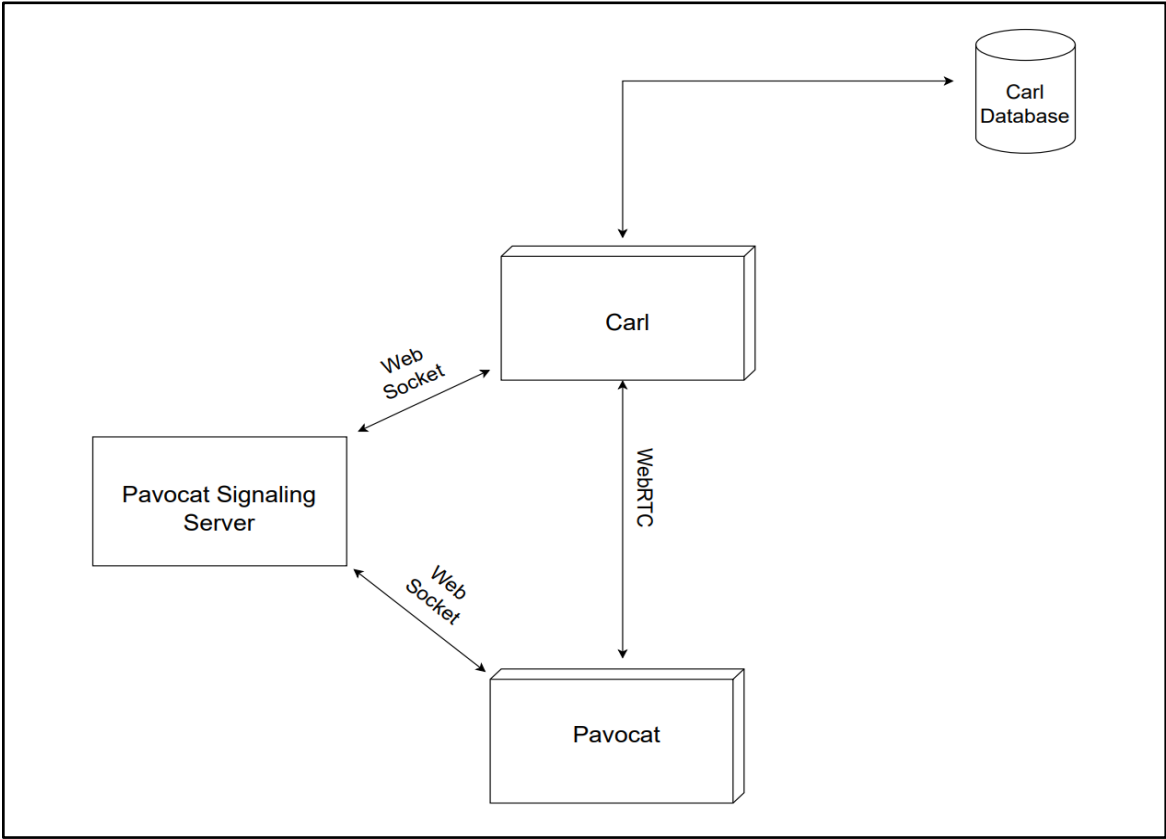 Carl
Database
Carl
Web
Socket
WebRTC
Pavocat Signaling
Server
Web
Socket
Pavocat